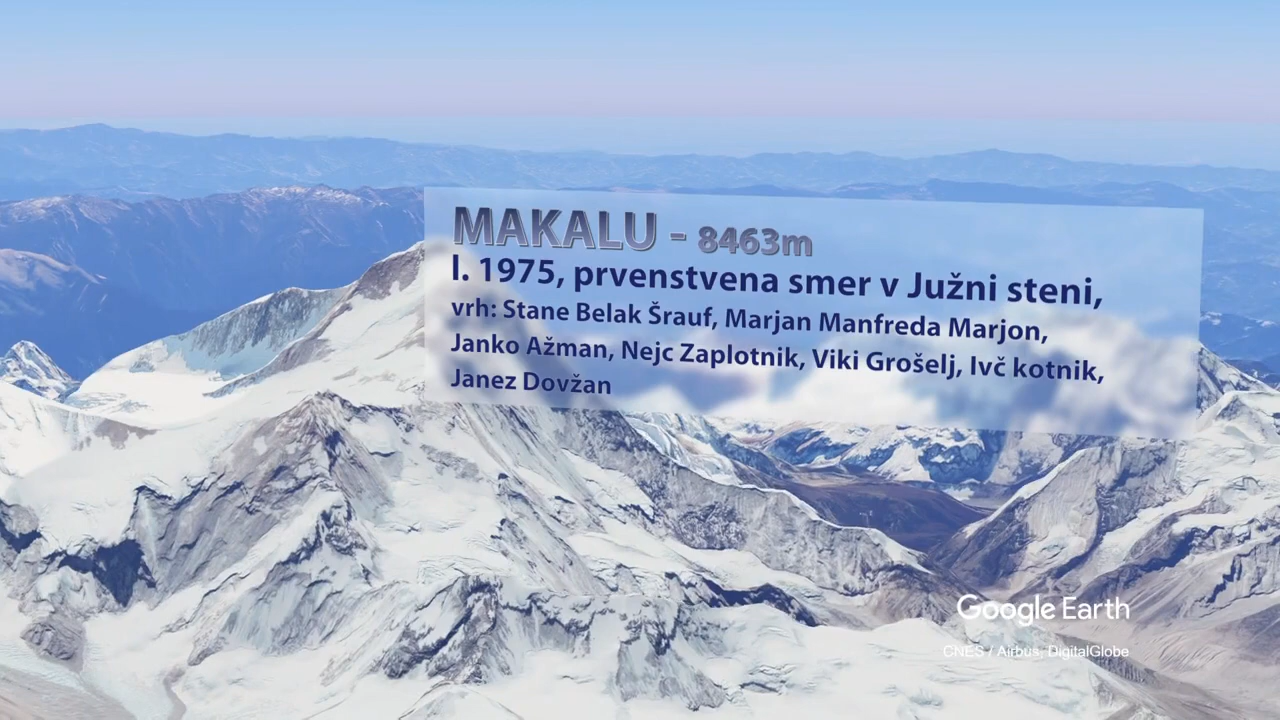 MAKALU - 8463m
l. 1975, prvenstvena smer v Južni steni,
vrh: Stane Belak Šrauf, Marjan Manfreda Marjon,
Janko Ažman, Nejc Zaplotnik, Viki Grošelj, Ivč kotnik,
Janez Dovžan
Google Earth
CNES / Airbus, DigitalGlobe